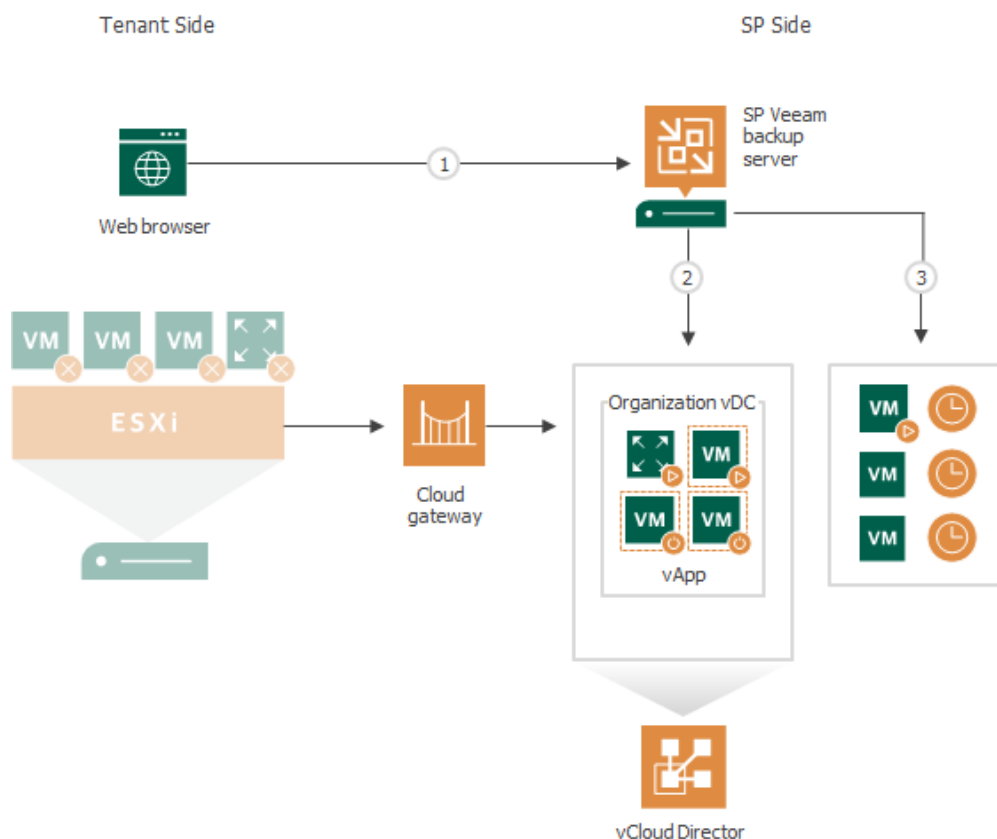 Tenant Side
SP Side
SP Veeam
backup
server
1
Web browser
2
3
VM
VM
VM
ESXi
Cloud
gateway
Organization vDC
VM
VM
VM
vApp
VM
VM
VM
vCloud Director